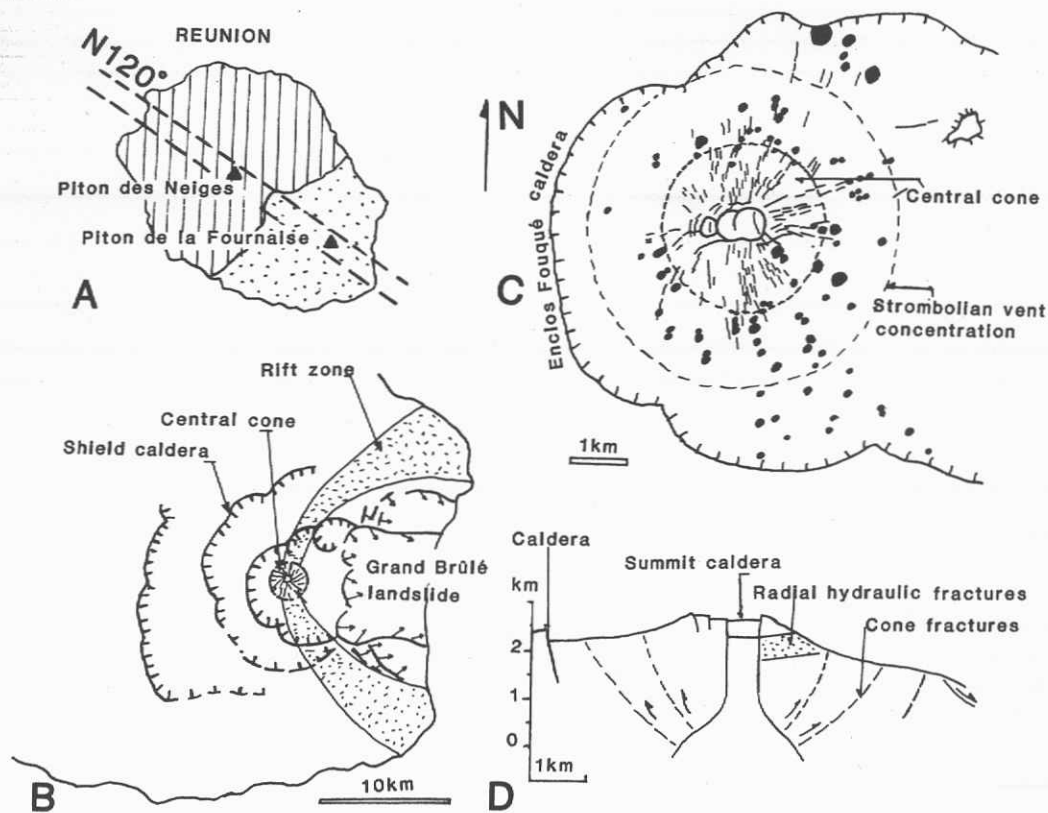 REUNION
N120°
Piton des Neiges
Piton de la Fournaise
A
N
Enclos Fouqué caldera
Central cone
C
Strombolian vent
concentration
1km
Rift zone
Central cone
Shield caldera
Grand Brûlé
landslide
10km
B
Caldera
km
Summit caldera
Radial hydraulic fractures
Cone fractures
2
1
0
1km
D